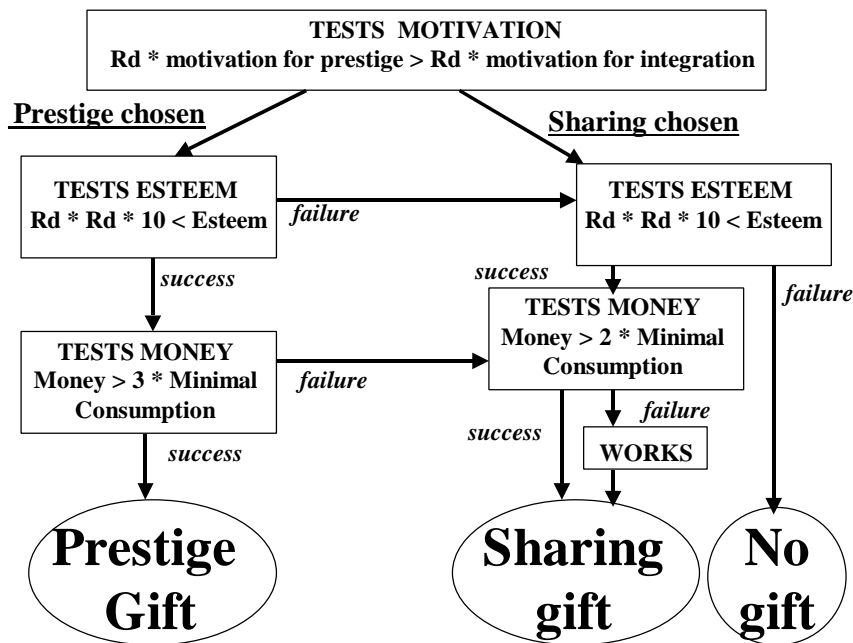 TESTS MOTIVATION
Rd * motivation for prestige > Rd * motivation for integration
Prestige chosen
Sharing chosen
TESTS ESTEEM
Rd * Rd * 10 < Esteem
failure
TESTS ESTEEM
Rd * Rd * 10 < Esteem
success
success
failure
TESTS MONEY
Money > 3 * Minimal
Consumption
failure
TESTS MONEY
Money > 2 * Minimal
Consumption
success
success
failure
WORKS
Prestige
Gift
Sharing
gift
No
gift